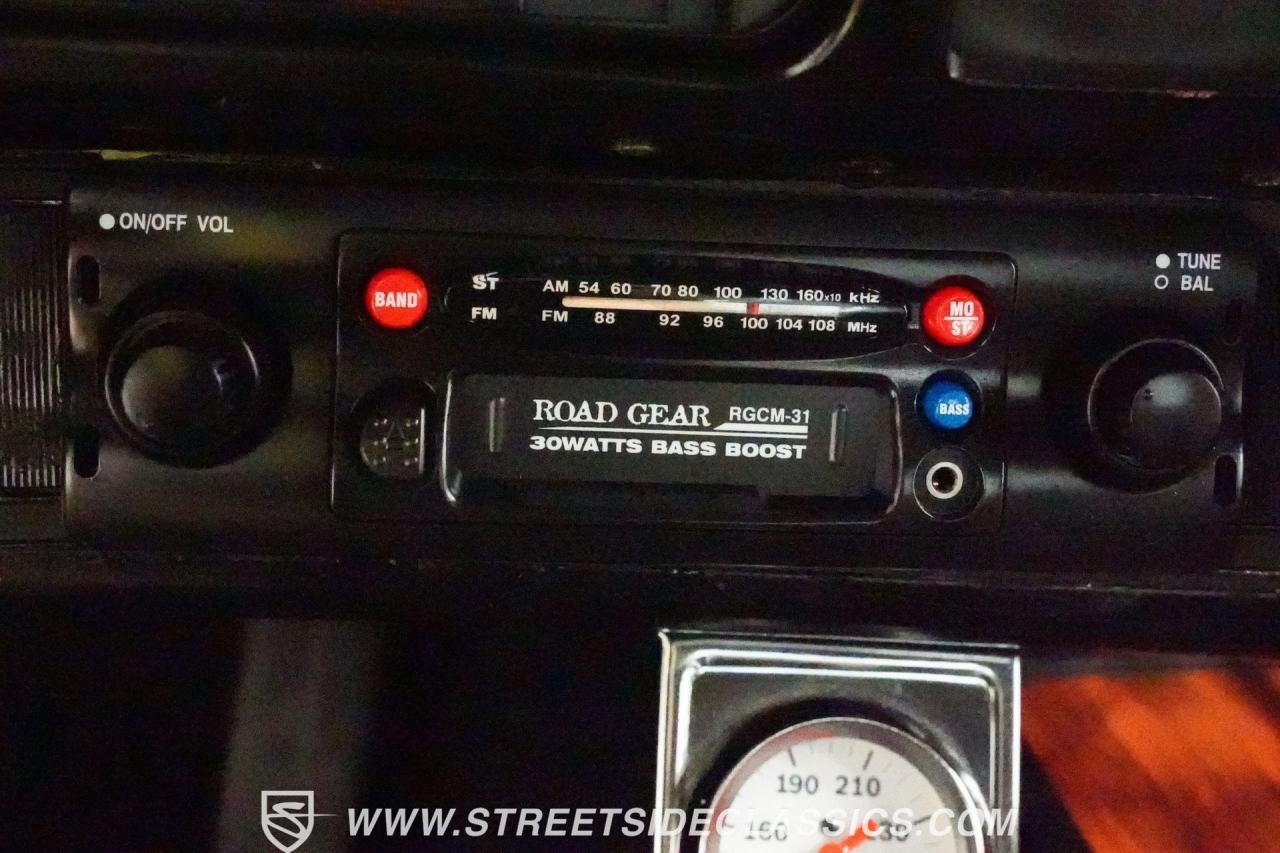 ON/OFF VOL
TUNE
BAL
BAND
ST
AM 54 60 70 80 100 130 160x10 kHz
FM
FM 88 92 96 100 104 108 MHz
MO
ST
ROAD GEAR RGCM-31
30WATTS BASS BOOST
BASS
190 210
160
WWW.STREETSIDECLASSICS.COM